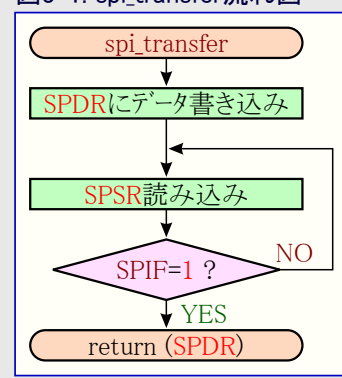 spi_transfer
SPDRにデータ書き込み
SPSR読み込み
SPIF=1 ?
NO
YES
return (SPDR)